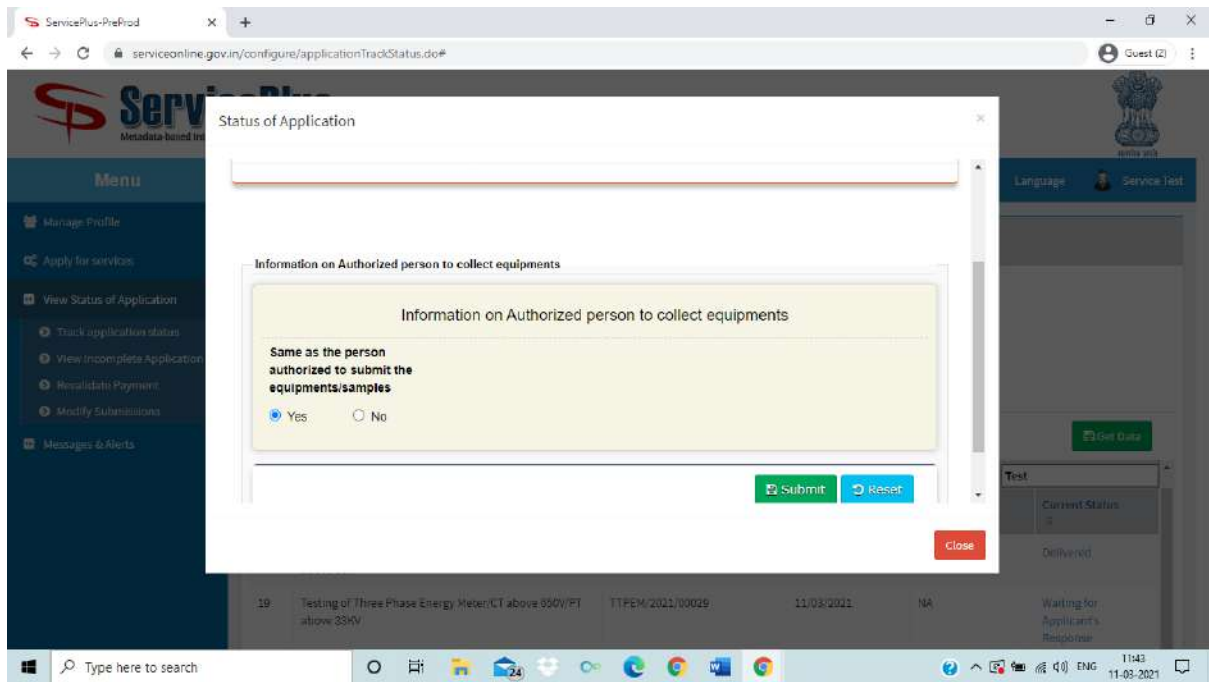 ServicePlus-PreProd
serviceonline.gov.in/configure/applicationTrackStatus.do#
Guest (2)
ServicePlus
Status of Application
Menu
Language
Service Test
Manage Profile
Apply for services
View Status of Application
Track application status
View Incomplete Application
Revalidate Payment
Modify Submissions
Messages & Alerts
Information on Authorized person to collect equipments
Information on Authorized person to collect equipments
Same as the person
authorized to submit the
equipments/samples
Yes No
Get Data
Submit Reset
Test
Current Status
Close
Delivered
19 Testing of Three Phase Energy Meter/CT above 650V/PT TTPEM/2021/00029 11/03/2021 NA Waiting for
above 33KV Applicant's
Response
Type here to search
24
ENG
11:43
11-03-2021